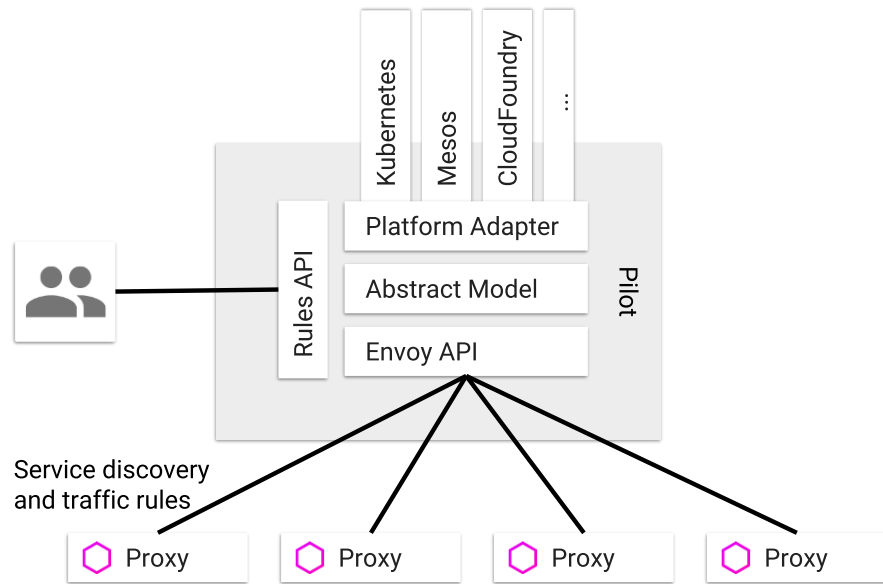 Kubernetes
Mesos
CloudFoundry
...
Platform Adapter
Rules API
Abstract Model
Pilot
Envoy API
Service discovery
and traffic rules
Proxy
Proxy
Proxy
Proxy